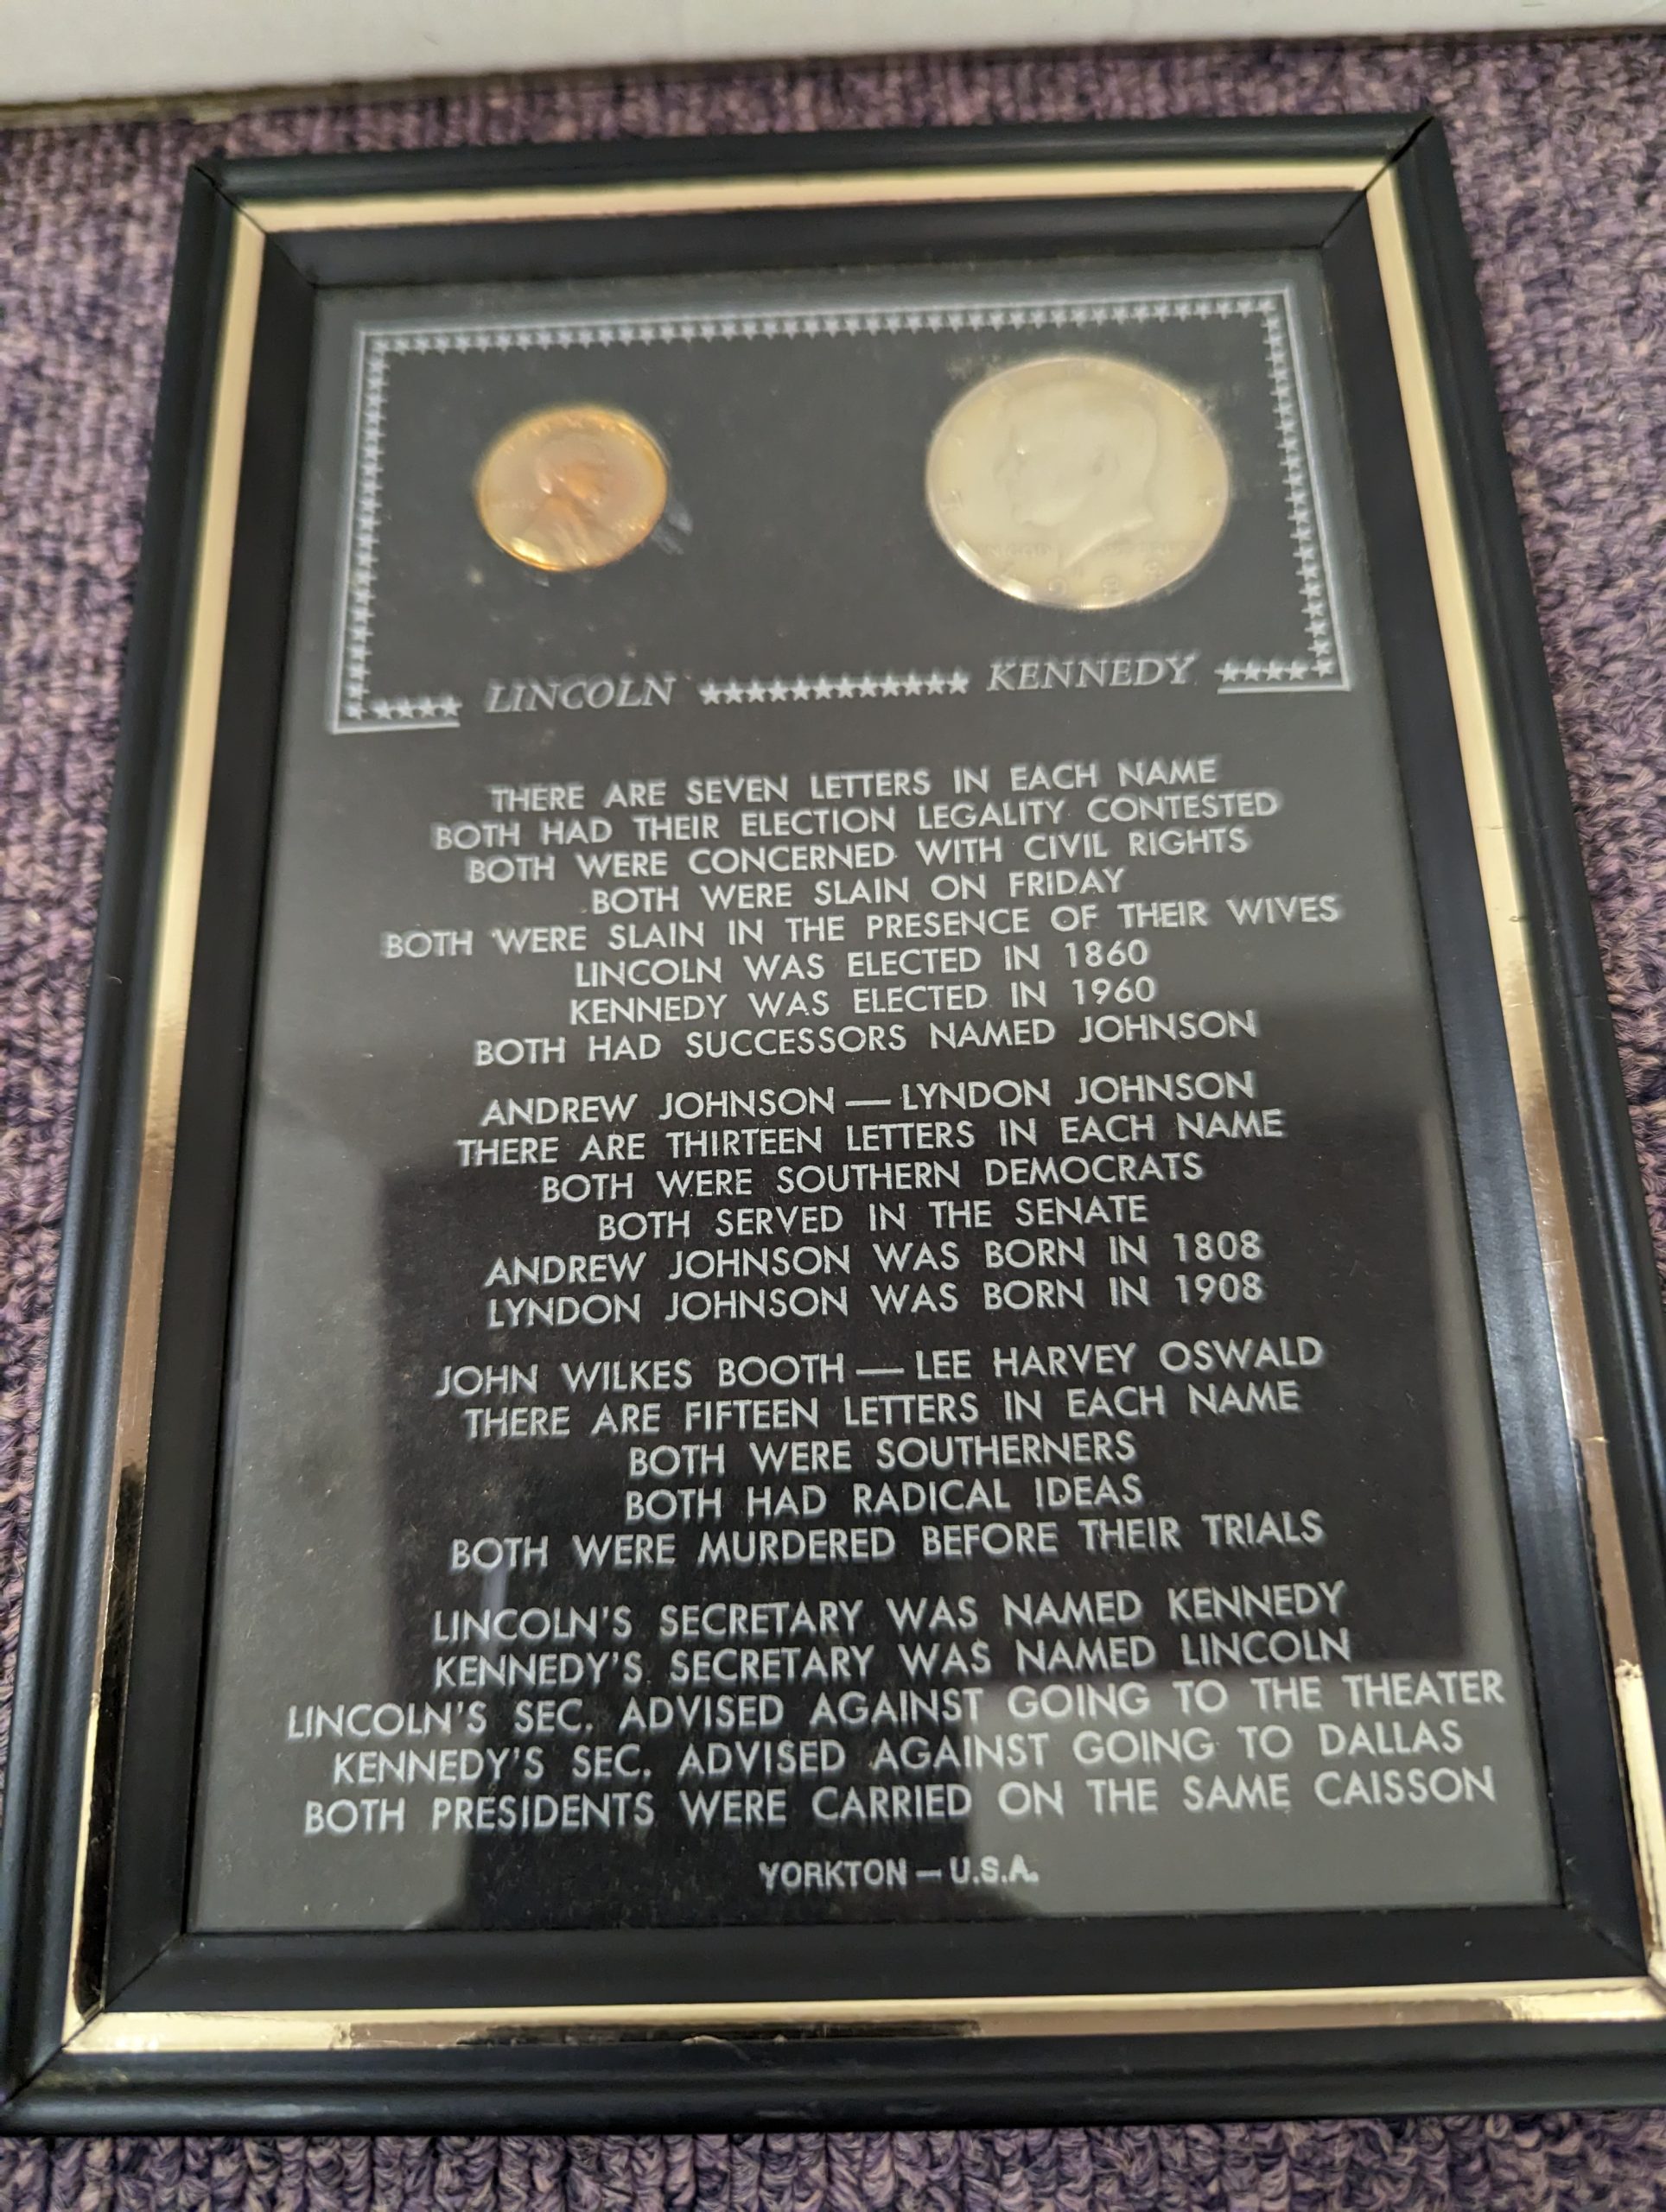 LINCOLN ★★★★★★★★★★★★ KENNEDY
THERE ARE SEVEN LETTERS IN EACH NAME
BOTH HAD THEIR ELECTION LEGALITY CONTESTED
BOTH WERE CONCERNED WITH CIVIL RIGHTS
BOTH WERE SLAIN ON FRIDAY
BOTH WERE SLAIN IN THE PRESENCE OF THEIR WIVES
LINCOLN WAS ELECTED IN 1860
KENNEDY WAS ELECTED IN 1960
BOTH HAD SUCCESSORS NAMED JOHNSON
ANDREW JOHNSON — LYNDON JOHNSON
THERE ARE THIRTEEN LETTERS IN EACH NAME
BOTH WERE SOUTHERN DEMOCRATS
BOTH SERVED IN THE SENATE
ANDREW JOHNSON WAS BORN IN 1808
LYNDON JOHNSON WAS BORN IN 1908
JOHN WILKES BOOTH — LEE HARVEY OSWALD
THERE ARE FIFTEEN LETTERS IN EACH NAME
BOTH WERE SOUTHERNERS
BOTH HAD RADICAL IDEAS
BOTH WERE MURDERED BEFORE THEIR TRIALS
LINCOLN'S SECRETARY WAS NAMED KENNEDY
KENNEDY'S SECRETARY WAS NAMED LINCOLN
LINCOLN'S SEC. ADVISED AGAINST GOING TO THE THEATER
KENNEDY'S SEC. ADVISED AGAINST GOING TO DALLAS
BOTH PRESIDENTS WERE CARRIED ON THE SAME CAISSON
YORKTON — U.S.A.